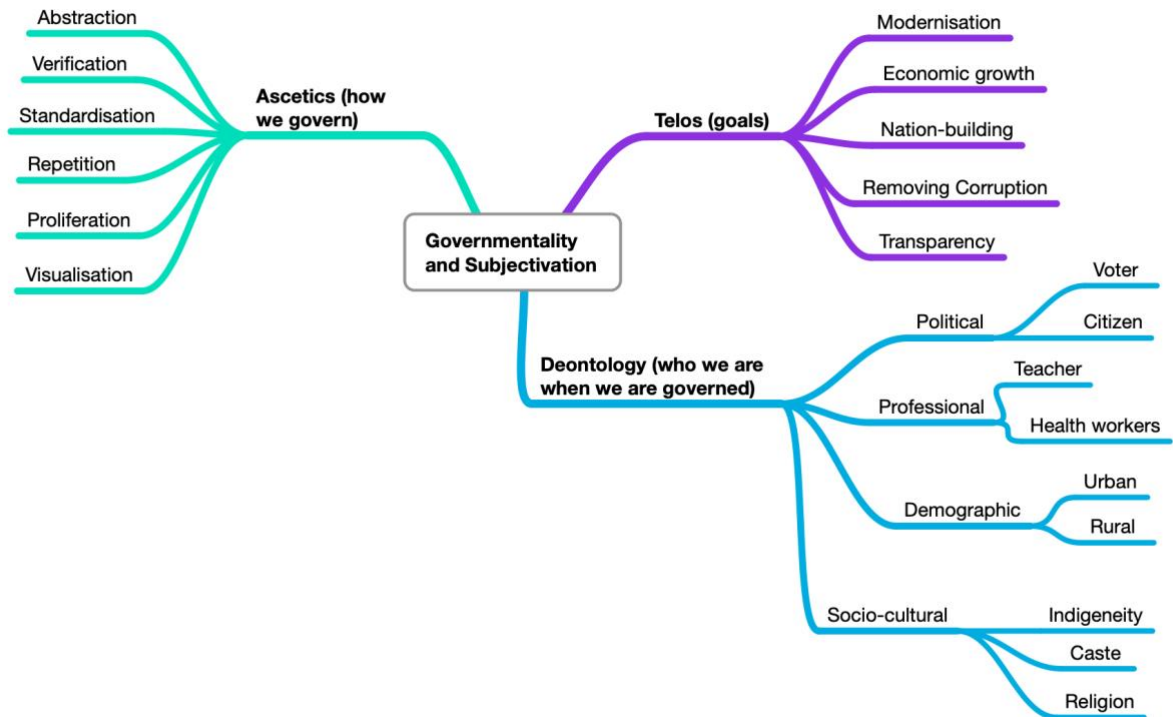 Abstraction
Verification
Standardisation
Repetition
Proliferation
Visualisation
Ascetics (how
we govern)
Governmentality
and Subjectivation
Telos (goals)
Modernisation
Economic growth
Nation-building
Removing Corruption
Transparency
Deontology (who we are
when we are governed)
Political
Voter
Citizen
Professional
Teacher
Health workers
Demographic
Urban
Rural
Socio-cultural
Indigeneity
Caste
Religion